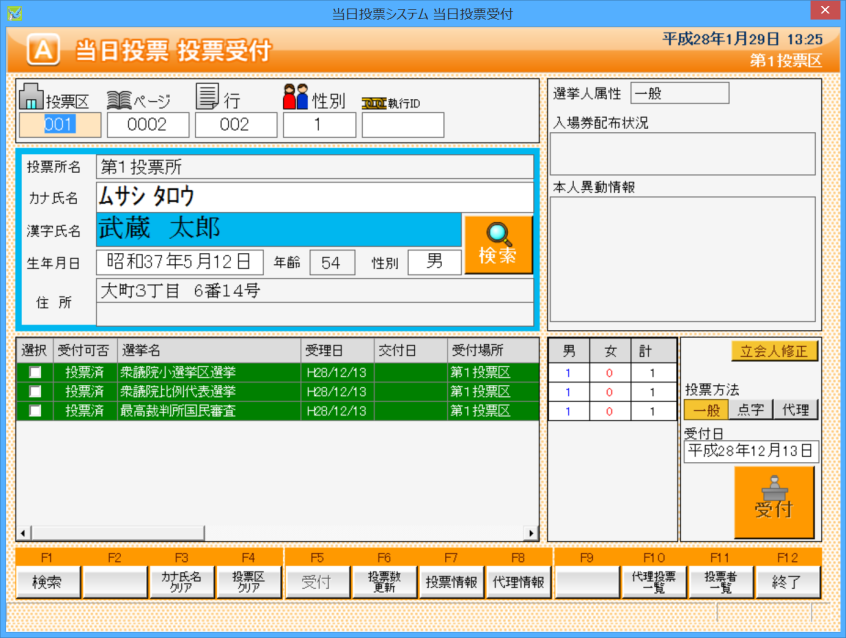 当日投票システム 当日投票受付
A 当日投票 投票受付
平成28年1月29日 13:25
第1投票区
投票区 ページ 行 性別 執行ID
001 0002 002 1
選挙人属性 一般
入場券配布状況
本人異動情報
投票所名 第1投票所
カナ氏名 ムサシ タロウ
漢字氏名 武蔵 太郎
検索
生年月日 昭和37年5月12日 年齢 54 性別 男
住 所 大町3丁目 6番14号
選択 受付可否 選挙名 受理日 交付日 受付場所
投票済 衆議院小選挙区選挙 H28/12/13 第1投票区
投票済 衆議院比例代表選挙 H28/12/13 第1投票区
投票済 最高裁判所国民審査 H28/12/13 第1投票区
男 女 計
1 0 1
1 0 1
1 0 1
立会人修正
投票方法
一般 点字 代理
受付日
平成28年12月13日
受付
F1 F2 F3 F4 F5 F6 F7 F8 F9 F10 F11 F12
検索 カナ氏名クリア 投票区クリア 受付 投票数更新 投票情報 代理情報 代理投票一覧 投票者一覧 終了